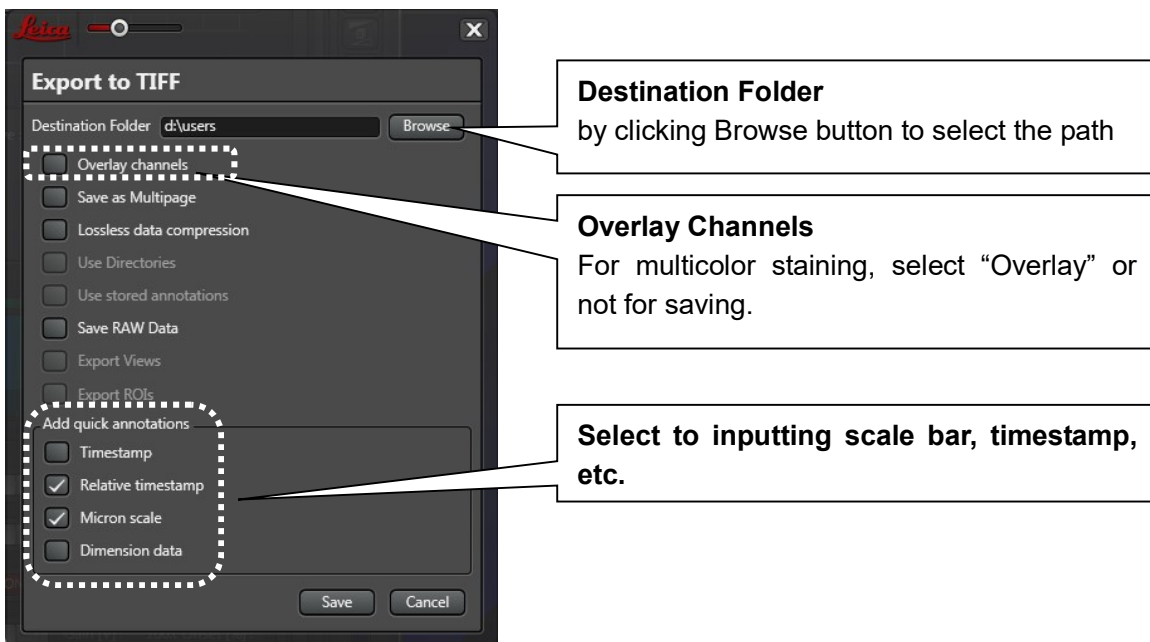 Leica
Export to TIFF
Destination Folder d:\users Browse
Overlay channels
Save as Multipage
Lossless data compression
Use Directories
Use stored annotations
Save RAW Data
Export Views
Export ROIs
Add quick annotations
Timestamp
Relative timestamp
Micron scale
Dimension data
Save Cancel
Destination Folder
by clicking Browse button to select the path
Overlay Channels
For multicolor staining, select “Overlay” or
not for saving.
Select to inputting scale bar, timestamp,
etc.